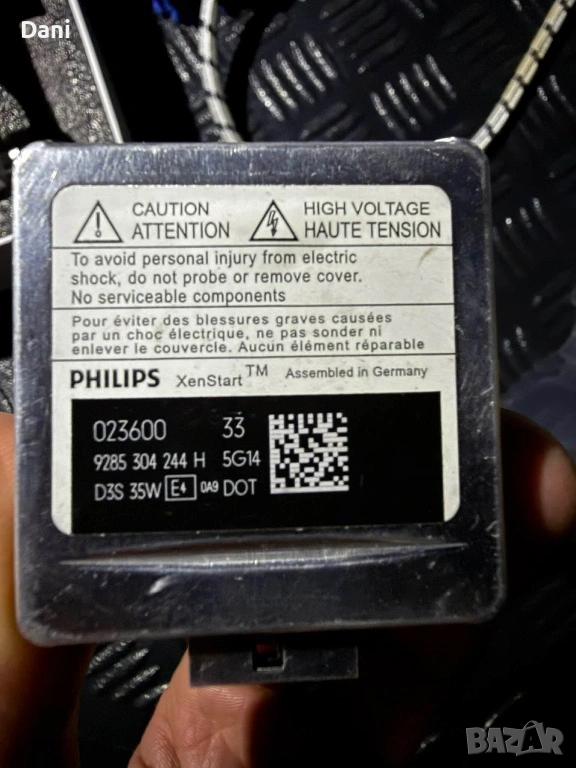 Dani
CAUTION
ATTENTION
HIGH VOLTAGE
HAUTE TENSION
To avoid personal injury from electric
shock, do not probe or remove cover.
No serviceable components
Pour éviter des blessures graves causées
par un choc électrique, ne pas sonder ni
enlever le couvercle. Aucun élément réparable
PHILIPS XenStart™ Assembled in Germany
023600 33
9285 304 244 H 5G14
D3S 35W E4 0A9 DOT
BAZAR